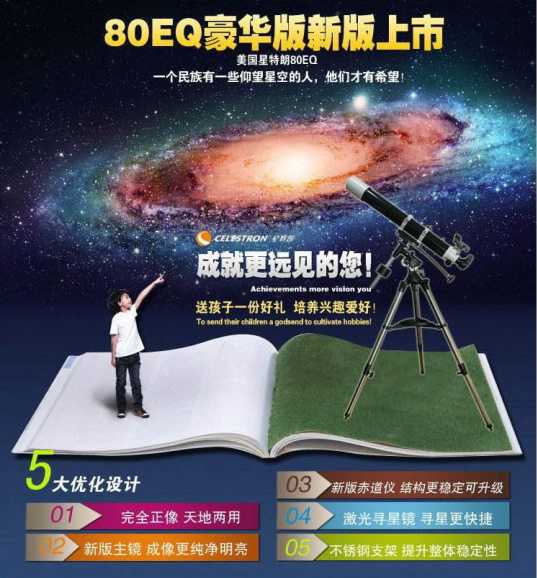 80EQ豪华版新版上市
美国星特朗80EQ
一个民族有一些仰望星空的人，他们才有希望！
CELESTRON 星特朗
成就更远见的您！
Achievements more vision you
送孩子一份好礼 培养兴趣爱好！
To send their children a godsend to cultivate hobbies!
5大优化设计
01 完全正像 天地两用
02 新版主镜 成像更纯净明亮
03 新版赤道仪 结构更稳定可升级
04 激光寻星镜 寻星更快捷
05 不锈钢支架 提升整体稳定性